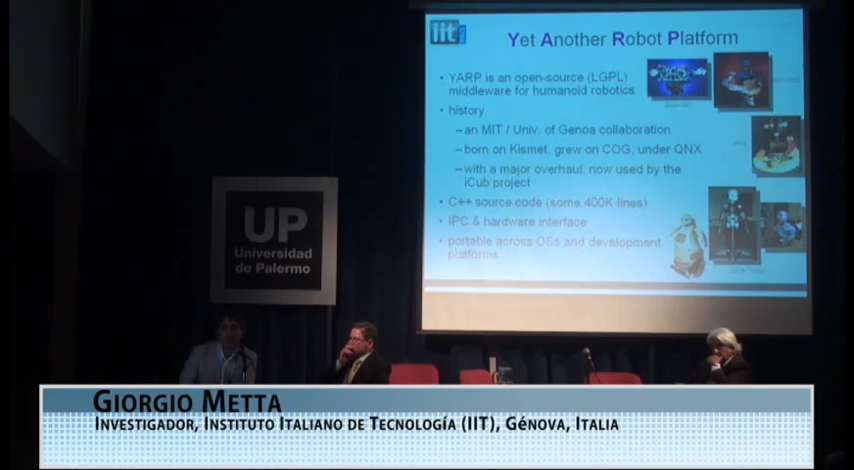 iit
Yet Another Robot Platform
• YARP is an open-source (LGPL)
middleware for humanoid robotics
• history
– an MIT / Univ. of Genoa collaboration
– born on Kismet, grew on COG, under QNX
– with a major overhaul, now used by the
iCub project
• C++ source code (some 400K lines)
• IPC & hardware interface
• portable across OSs and development
platforms
UP
Universidad
de Palermo
GIORGIO METTA
INVESTIGADOR, INSTITUTO ITALIANO DE TECNOLOGÍA (IIT), GÉNOVA, ITALIA